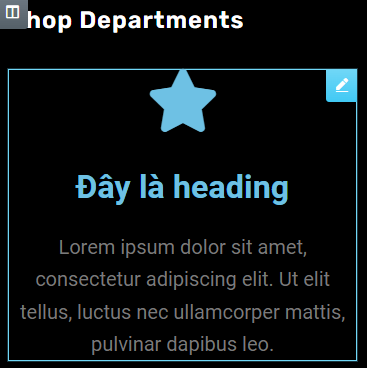 hop Departments
Đây là heading
Lorem ipsum dolor sit amet,
consectetur adipiscing elit. Ut elit
tellus, luctus nec ullamcorper mattis,
pulvinar dapibus leo.